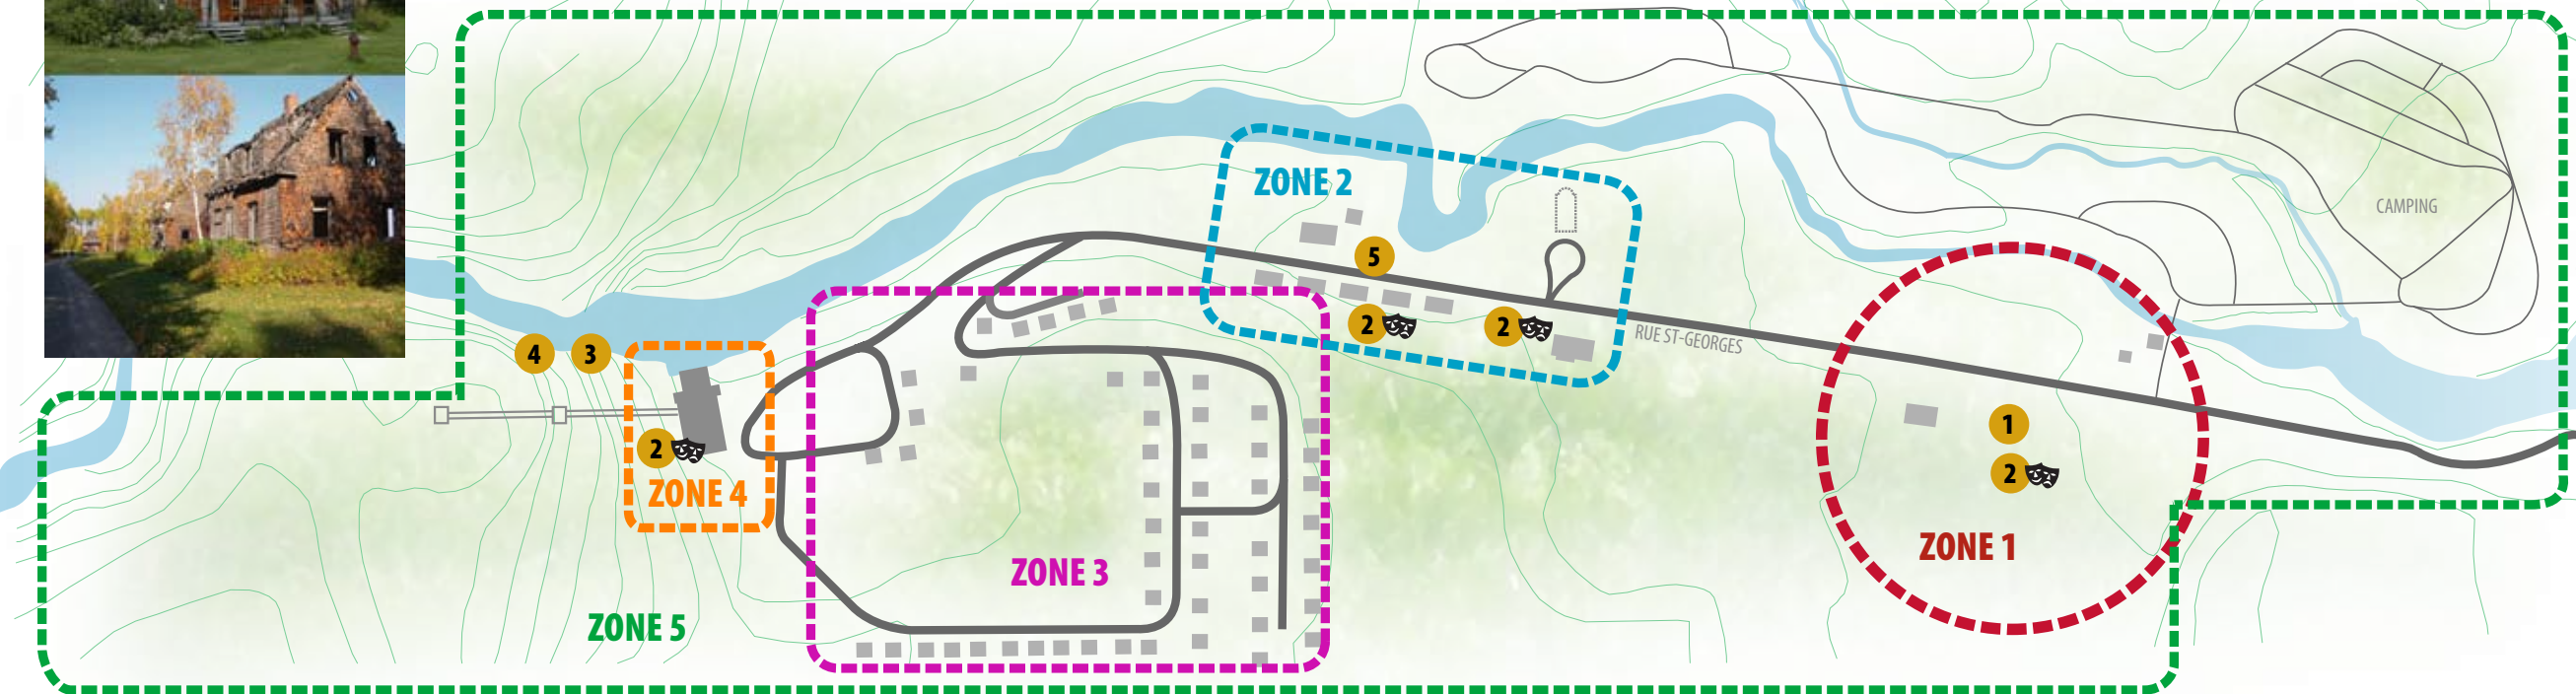 ZONE 2
CAMPING
5
2
2
RUE ST-GEORGES
4
3
1
2
2
ZONE 4
ZONE 1
ZONE 3
ZONE 5